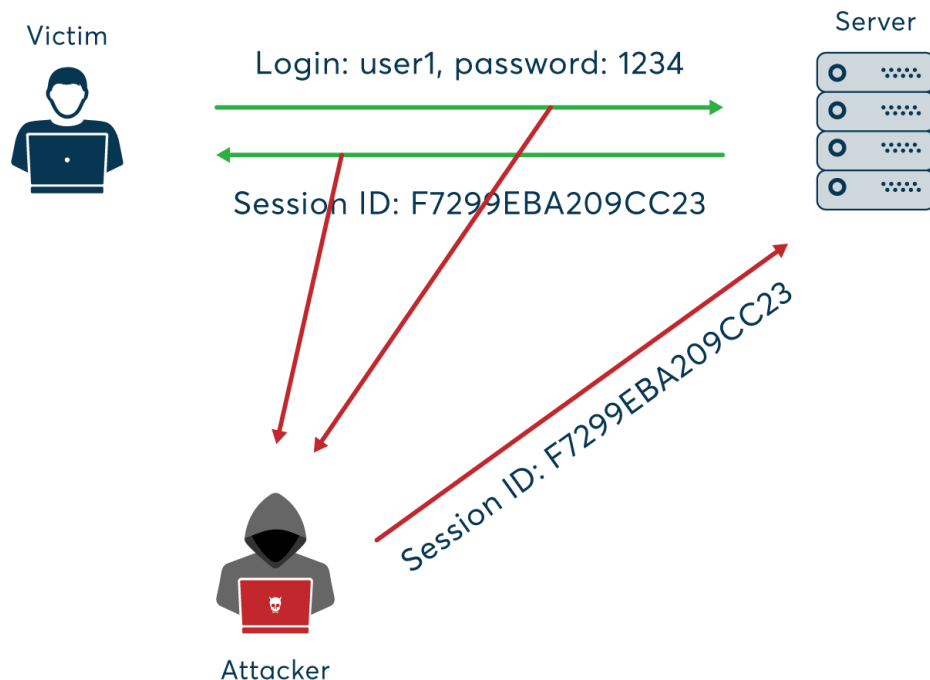 Victim
Server
Login: user1, password: 1234
Session ID: F7299EBA209CC23
Session ID: F7299EBA209CC23
Attacker